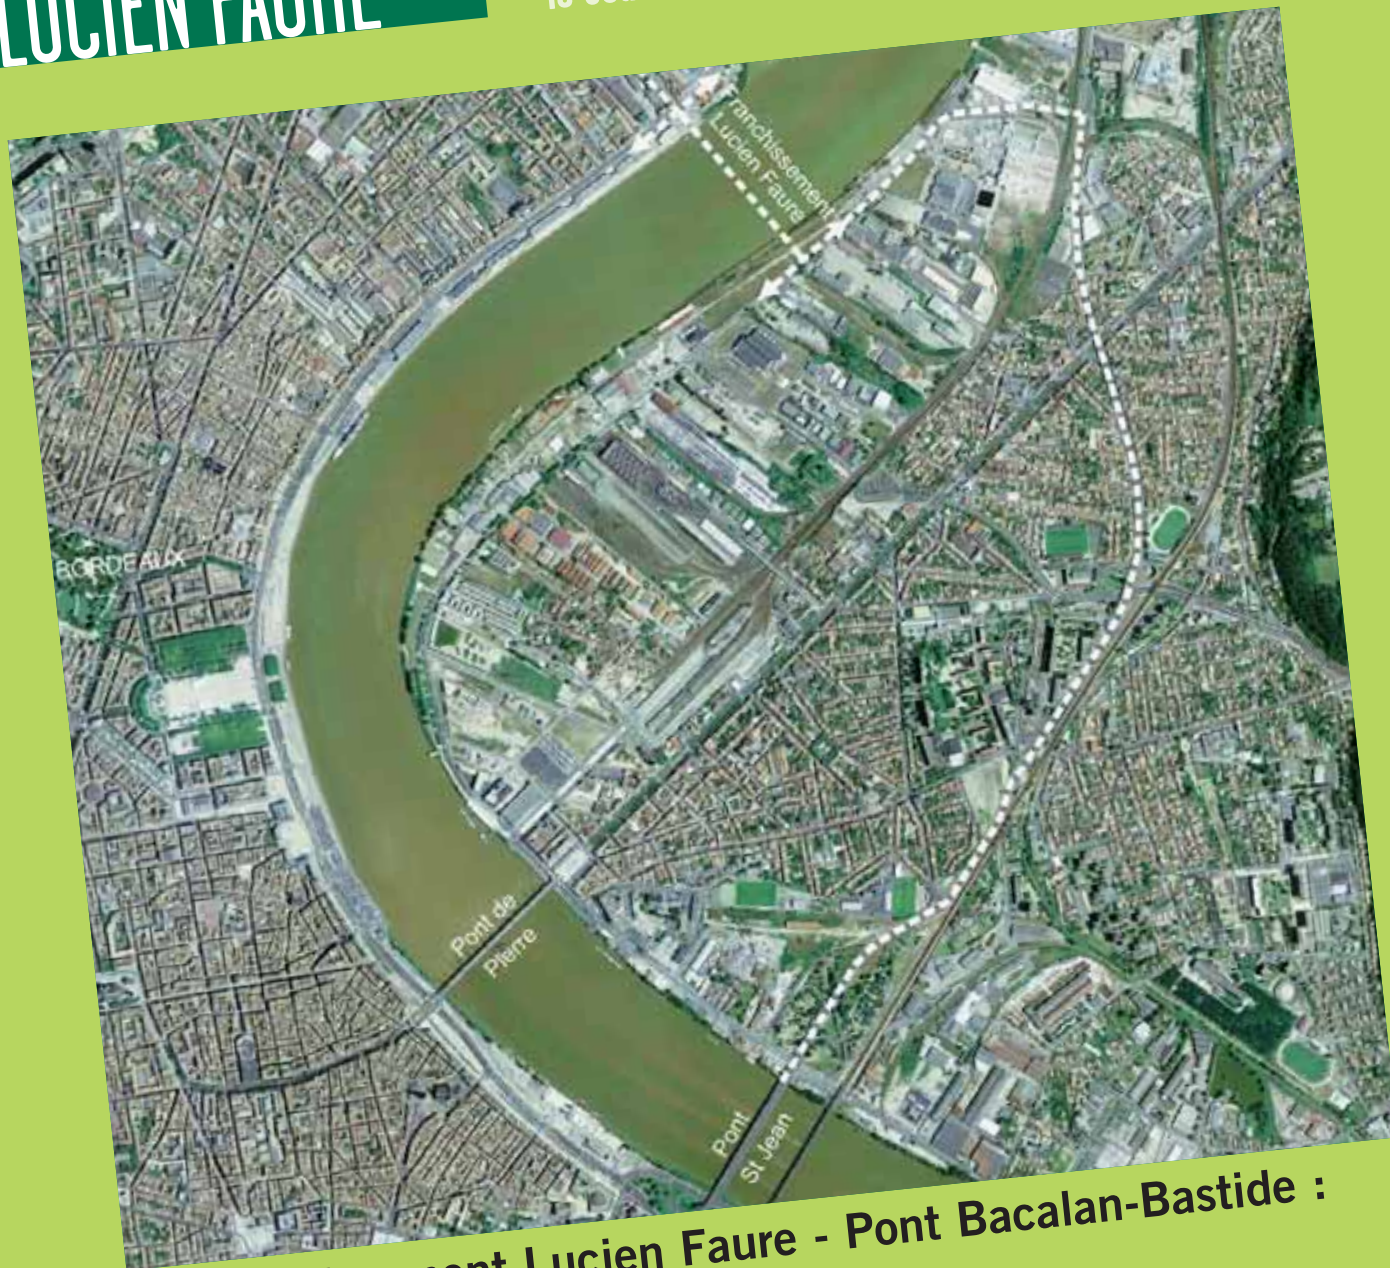 LUCIEN FAURE
Franchissement
Lucien Faure
BORDEAUX
Pont de
Pierre
Pont
St Jean
Lucien Faure - Pont Bacalan-Bastide :